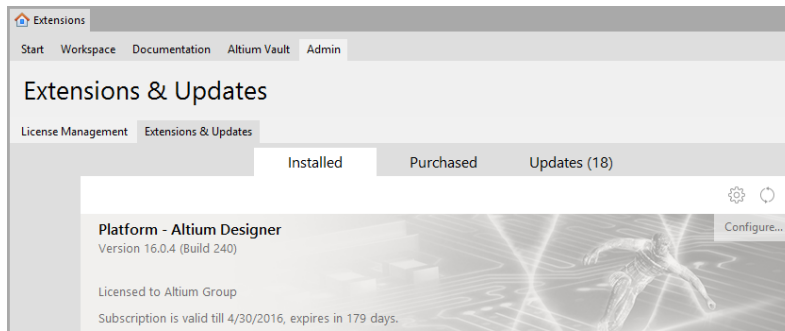 Extensions
Start Workspace Documentation Altium Vault Admin
Extensions & Updates
License Management Extensions & Updates
Installed Purchased Updates (18)
Platform - Altium Designer
Configure...
Version 16.0.4 (Build 240)
Licensed to Altium Group
Subscription is valid till 4/30/2016, expires in 179 days.